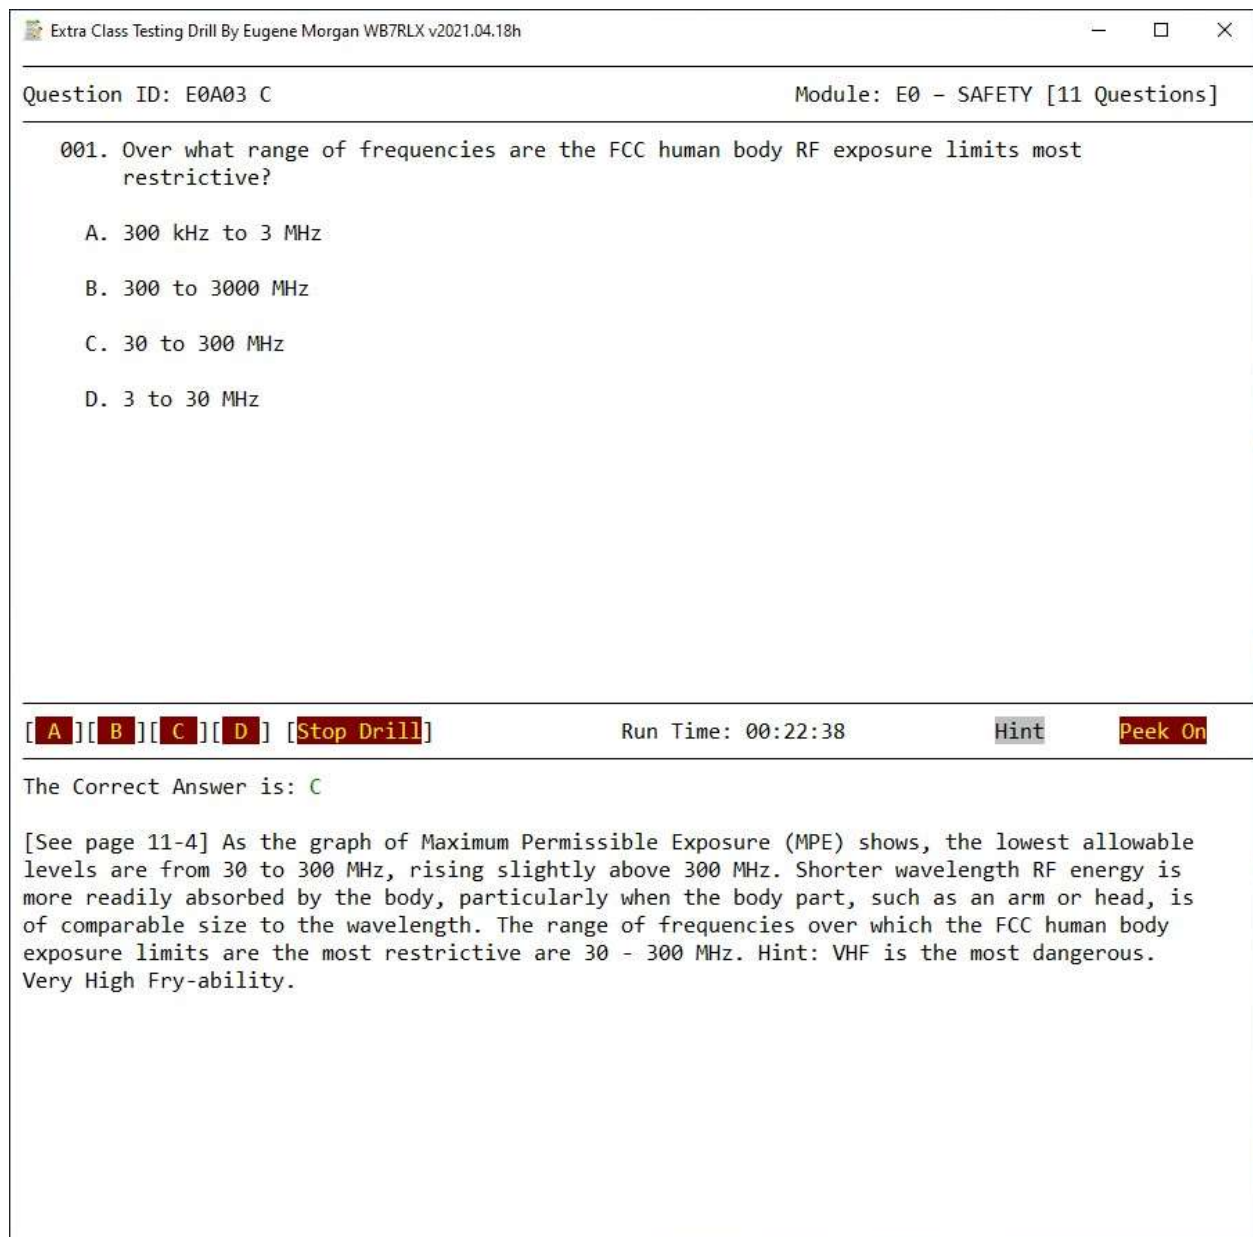 Extra Class Testing Drill By Eugene Morgan WB7RLX v2021.04.18h
Question ID: E0A03 C Module: E0 – SAFETY [11 Questions]
001. Over what range of frequencies are the FCC human body RF exposure limits most
restrictive?
A. 300 kHz to 3 MHz
B. 300 to 3000 MHz
C. 30 to 300 MHz
D. 3 to 30 MHz
[ A ][ B ][ C ][ D ] [Stop Drill] Run Time: 00:22:38 Hint Peek On
The Correct Answer is: C
[See page 11-4] As the graph of Maximum Permissible Exposure (MPE) shows, the lowest allowable
levels are from 30 to 300 MHz, rising slightly above 300 MHz. Shorter wavelength RF energy is
more readily absorbed by the body, particularly when the body part, such as an arm or head, is
of comparable size to the wavelength. The range of frequencies over which the FCC human body
exposure limits are the most restrictive are 30 - 300 MHz. Hint: VHF is the most dangerous.
Very High Fry-ability.